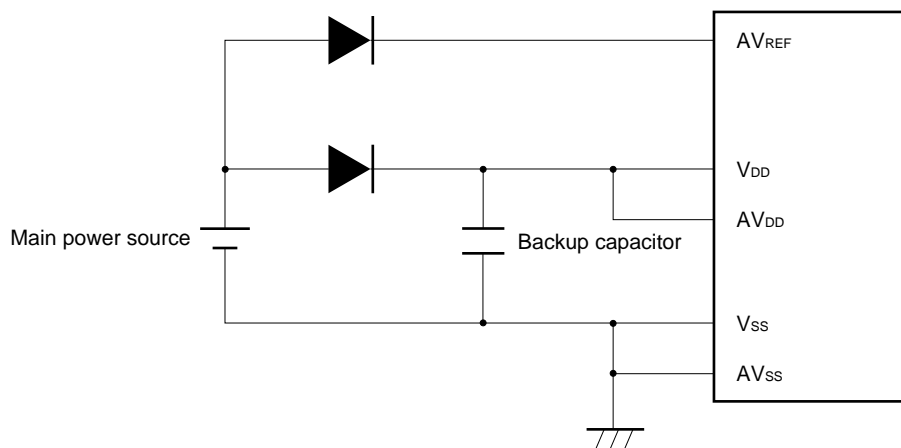 AVREF
VDD
AVDD
Main power source
Backup capacitor
VSS
AVSS